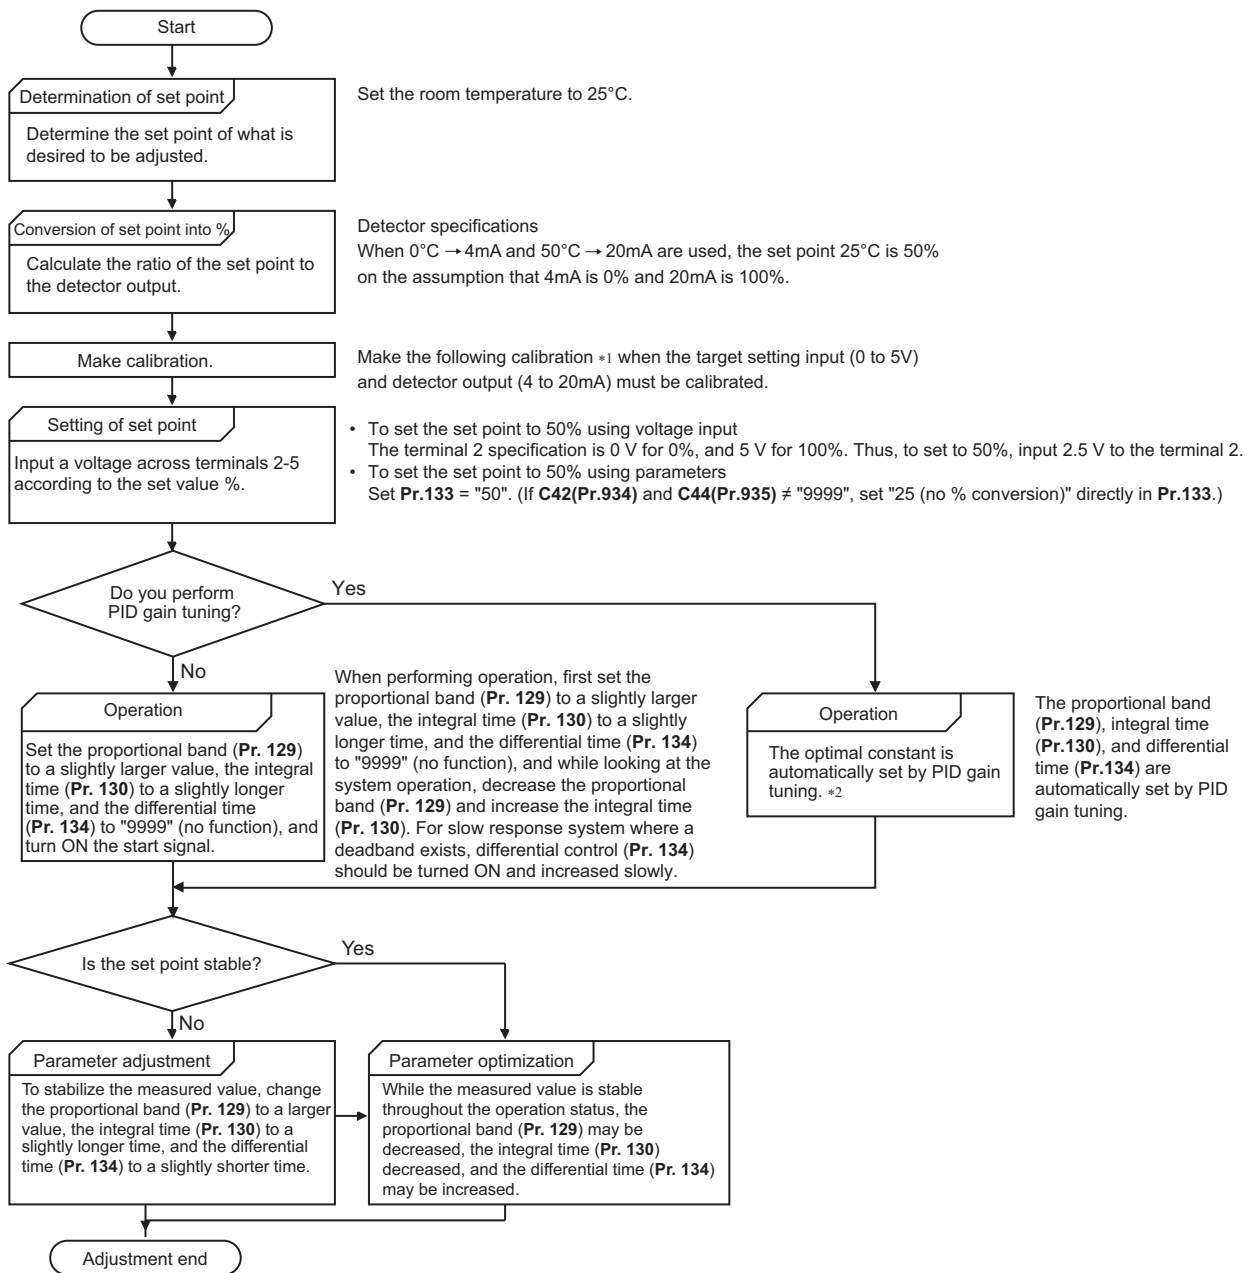 Start
Determination of set point
Determine the set point of what is
desired to be adjusted.
Set the room temperature to 25°C.
Conversion of set point into %
Calculate the ratio of the set point to
the detector output.
Detector specifications
When 0°C →4mA and 50°C →20mA are used, the set point 25°C is 50%
on the assumption that 4mA is 0% and 20mA is 100%.
Make calibration.
Make the following calibration *1 when the target setting input (0 to 5V)
and detector output (4 to 20mA) must be calibrated.
Setting of set point
Input a voltage across terminals 2-5
according to the set value %.
• To set the set point to 50% using voltage input
The terminal 2 specification is 0 V for 0%, and 5 V for 100%. Thus, to set to 50%, input 2.5 V to the terminal 2.
• To set the set point to 50% using parameters
Set Pr.133 = "50". (If C42(Pr.934) and C44(Pr.935) ≠ "9999", set "25 (no % conversion)" directly in Pr.133.)
Do you perform
PID gain tuning?
Yes
No
Operation
Set the proportional band (Pr. 129)
to a slightly larger value, the integral
time (Pr. 130) to a slightly longer
time, and the differential time
(Pr. 134) to "9999" (no function), and
turn ON the start signal.
When performing operation, first set the
proportional band (Pr. 129) to a slightly larger
value, the integral time (Pr. 130) to a slightly
longer time, and the differential time (Pr. 134)
to "9999" (no function), and while looking at the
system operation, decrease the proportional
band (Pr. 129) and increase the integral time
(Pr. 130). For slow response system where a
deadband exists, differential control (Pr. 134)
should be turned ON and increased slowly.
Operation
The optimal constant is
automatically set by PID gain
tuning. *2
The proportional band
(Pr.129), integral time
(Pr.130), and differential
time (Pr.134) are
automatically set by PID
gain tuning.
Is the set point stable?
Yes
No
Parameter adjustment
To stabilize the measured value, change
the proportional band (Pr. 129) to a larger
value, the integral time (Pr. 130) to a
slightly longer time, and the differential
time (Pr. 134) to a slightly shorter time.
Parameter optimization
While the measured value is stable
throughout the operation status, the
proportional band (Pr. 129) may be
decreased, the integral time (Pr. 130)
decreased, and the differential time (Pr. 134)
may be increased.
Adjustment end